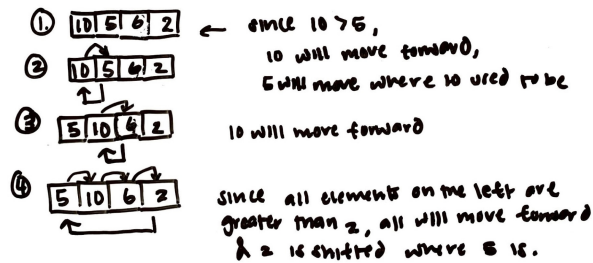 ① 10 5 6 2 ← since 10 > 5,
10 will move forward,
② 10 5 6 2
5 will move where 10 used to be
③ 5 10 6 2 10 will move forward
④ 5 10 6 2 since all elements on the left are
greater than 2, all will move forward
& 2 is shifted where 5 is.